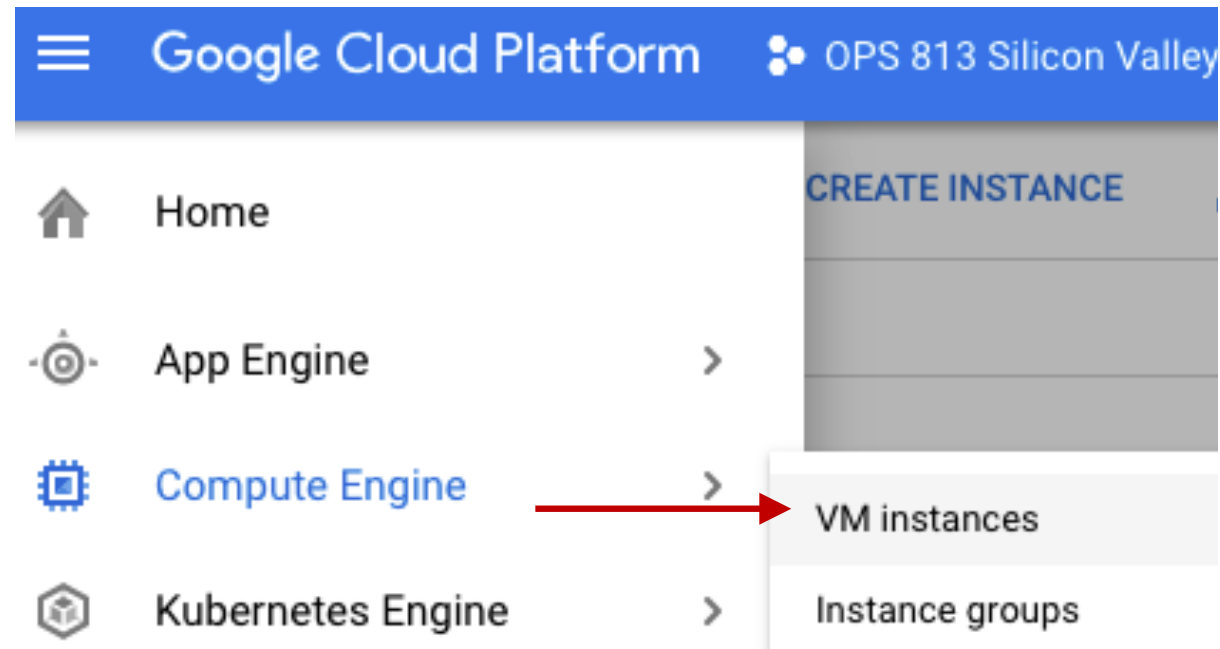 Google Cloud Platform OPS 813 Silicon Valley
CREATE INSTANCE
Home
App Engine
Compute Engine
VM instances
Kubernetes Engine
Instance groups